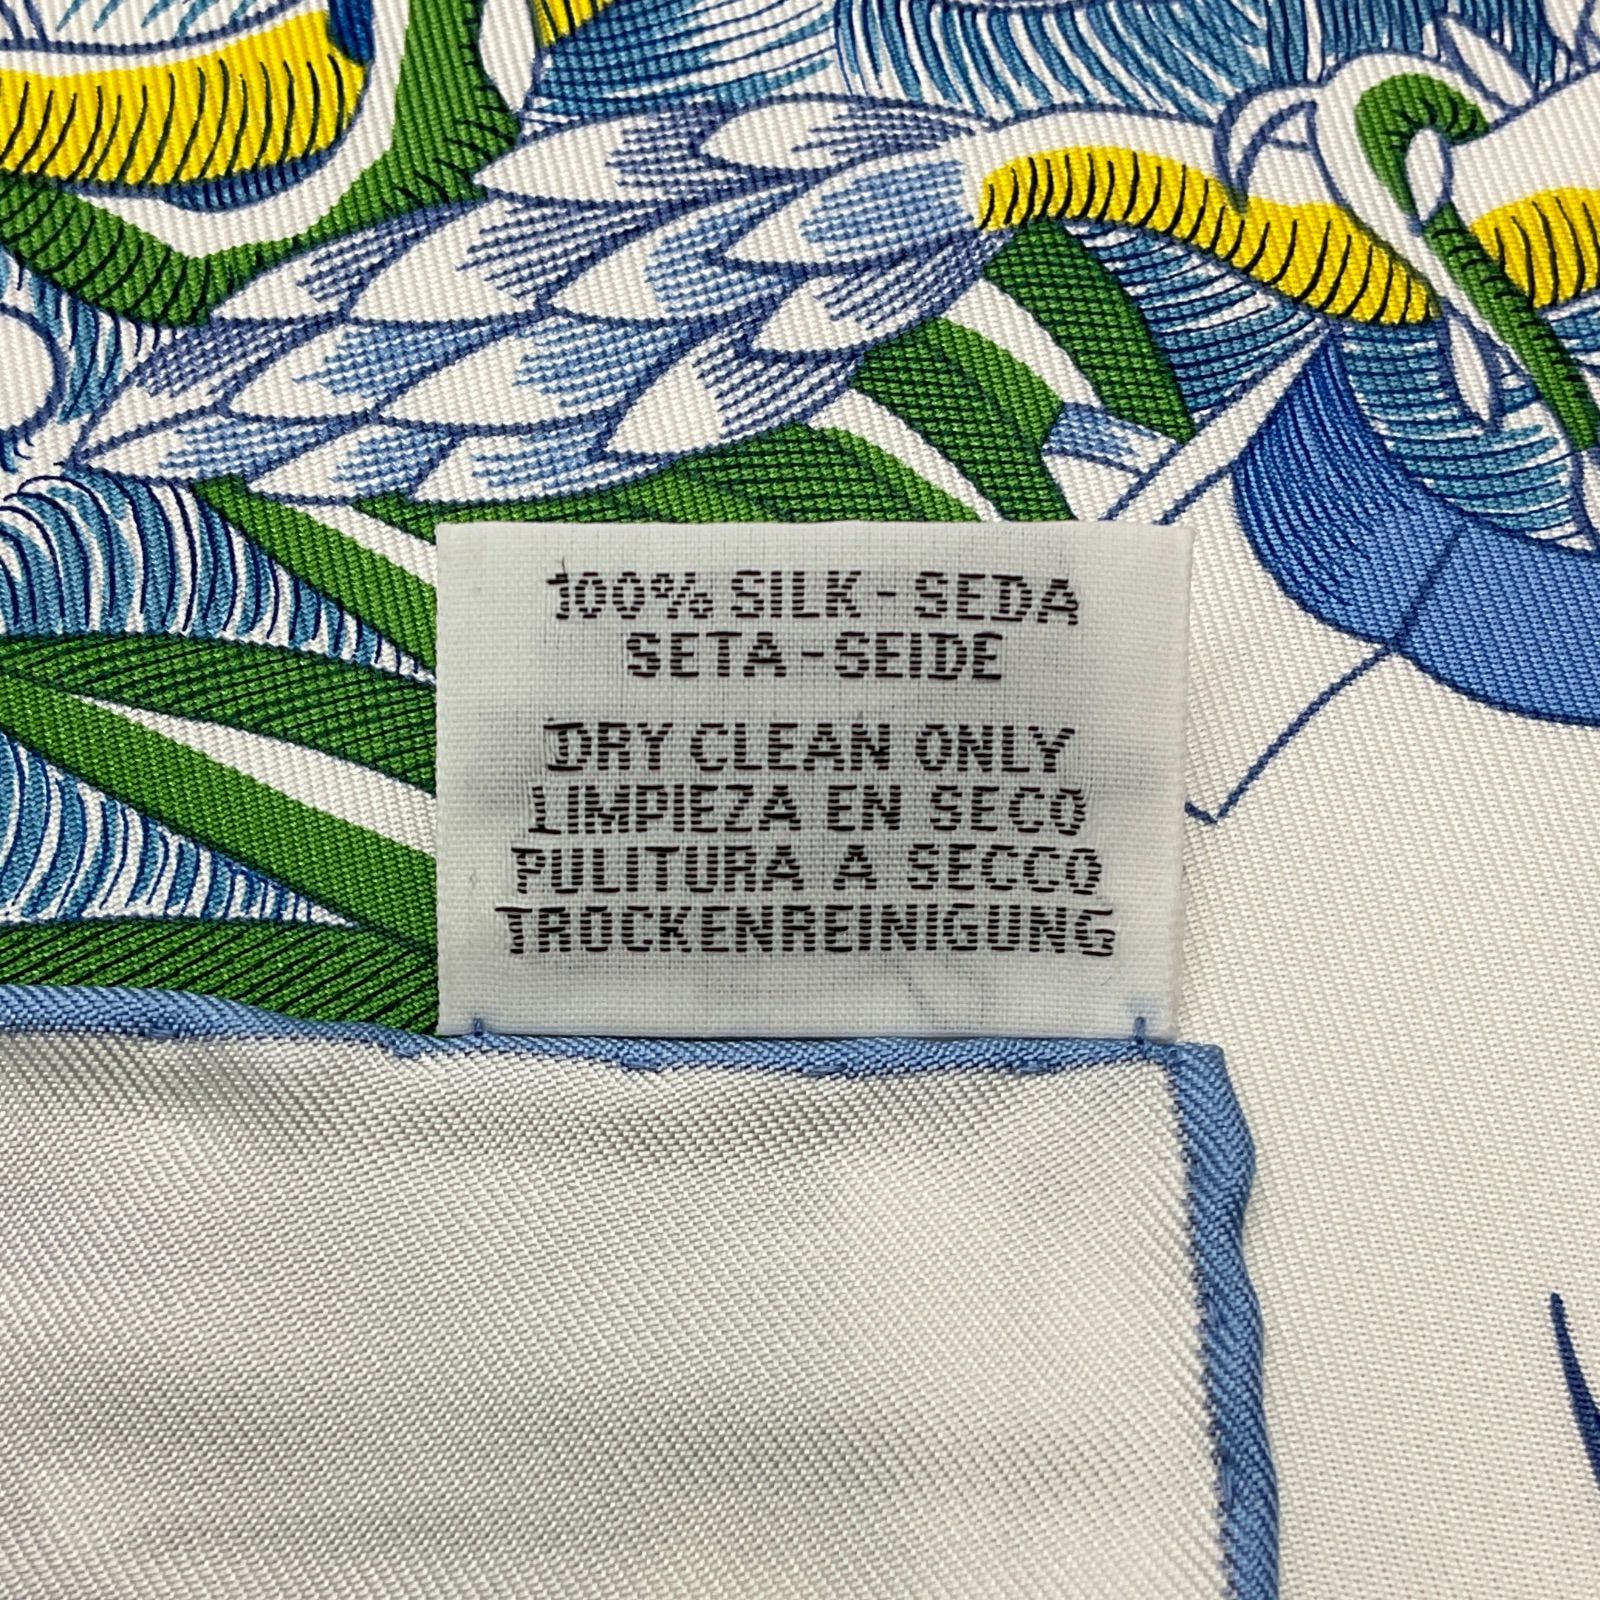 100% SILK - SEDA
SETA - SEIDE
DRY CLEAN ONLY
LIMPIEZA EN SECO
PULITURA A SECCO
TROCKENREINIGUNG